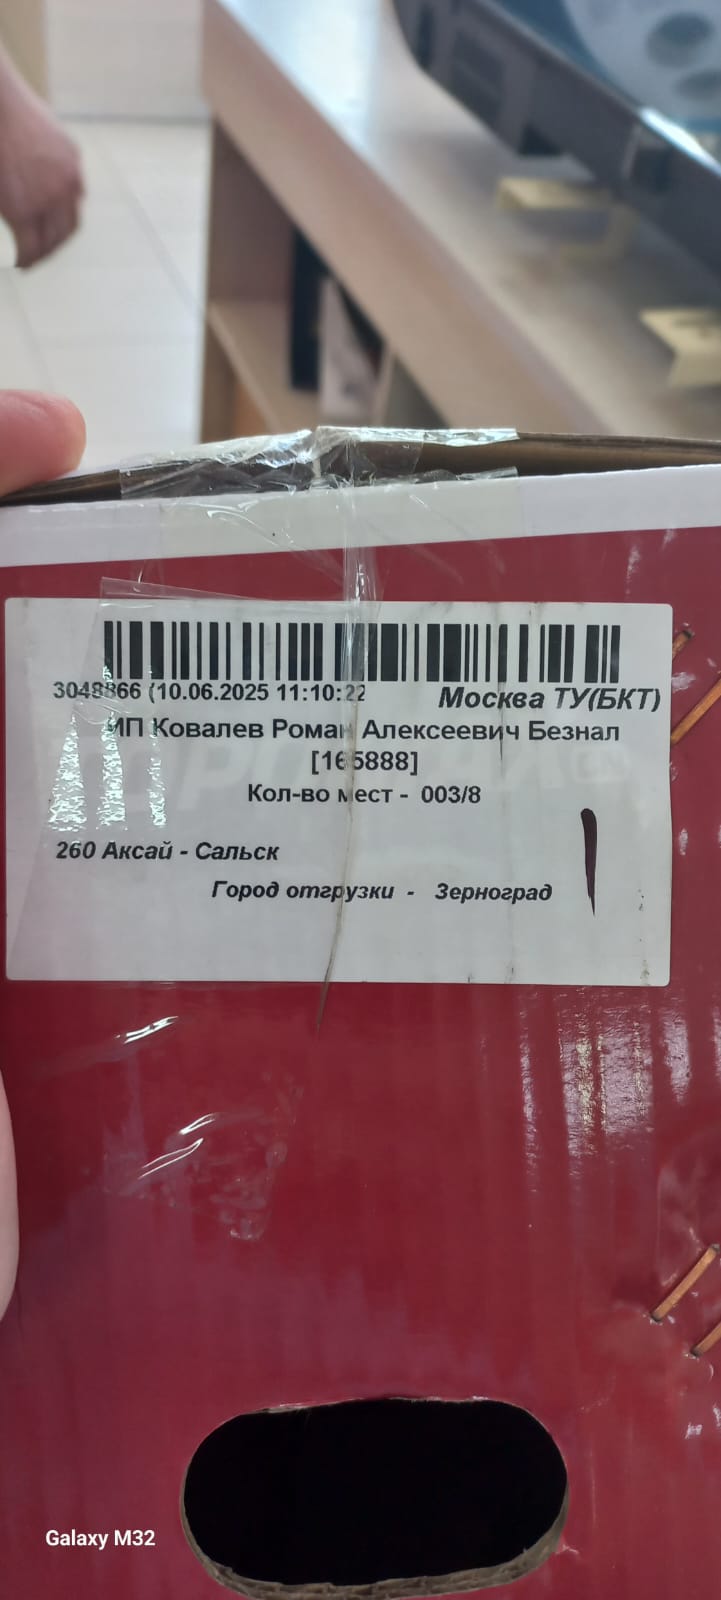 3048866 (10.06.2025 11:10:22
Москва ТУ(БКТ)
ИП Ковалев Роман Алексеевич Безнал
[165888]
Кол-во мест - 003/8
260 Аксай - Сальск
Город отгрузки - Зерноград
Galaxy M32